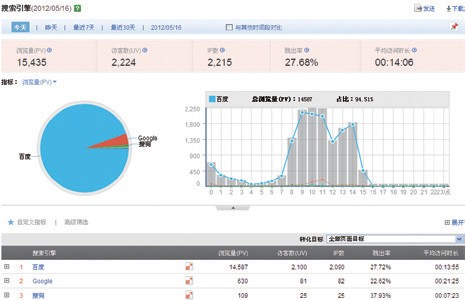 搜索引擎(2012/05/16)
发送 下载
今天 昨天 最近7天 最近30天 2012/05/16 与其他时间段对比
浏览量(PV) 访客数(UV) IP数 跳出率 平均访问时长
15,435 2,224 2,215 27.68% 00:14:06
指标： 浏览量(PV)
百度 总浏览量(PV)：14587 占比：94.51%
2,250
1,800
1,350
900
450
0
Google
搜狗
百度
0 1 2 3 4 5 6 7 8 9 10 11 12 13 14 15 16 17 18 19 20 21 22 23
自定义指标 高级筛选 展开
转化目标 全部页面目标
搜索引擎 浏览量(PV) 访客数(UV) IP数 跳出率 平均访问时长
1 百度 14,587 2,100 2,090 27.72% 00:13:55
2 Google 630 81 82 22.62% 00:21:25
3 搜狗 109 25 25 37.93% 00:07:23